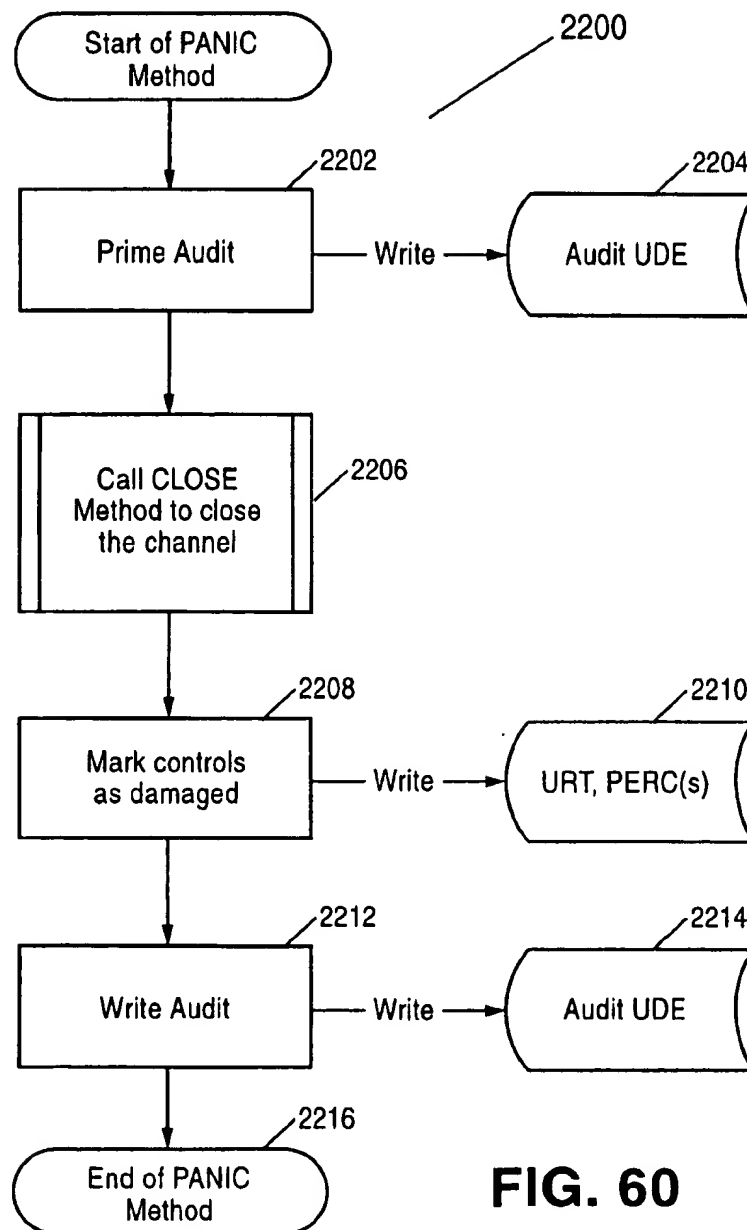 Start of PANIC
Method
2200
2202
Prime Audit
Write
2204
Audit UDE
Call CLOSE
Method to close
the channel
2206
2208
Mark controls
as damaged
Write
2210
URT, PERC(s)
2212
Write Audit
Write
2214
Audit UDE
2216
End of PANIC
Method
FIG. 60